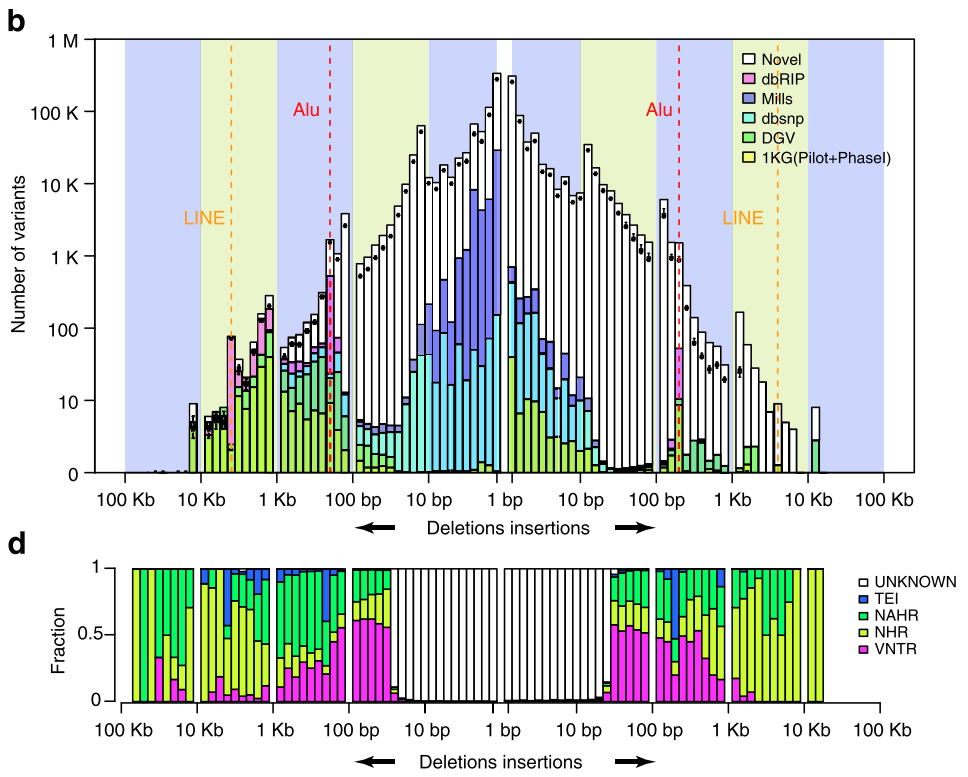 b
1 M
100 K
10 K
1 K
100
10
0
Number of variants
LINE
Alu
Alu
LINE
Novel
dbRIP
Mills
dbsnp
DGV
1KG(Pilot+PhaseI)
100 Kb 10 Kb 1 Kb 100 bp 10 bp 1 bp 10 bp 100 bp 1 Kb 10 Kb 100 Kb
Deletions insertions
d
1
0.5
0
Fraction
UNKNOWN
TEI
NAHR
NHR
VNTR
100 Kb 10 Kb 1 Kb 100 bp 10 bp 1 bp 10 bp 100 bp 1 Kb 10 Kb 100 Kb
Deletions insertions